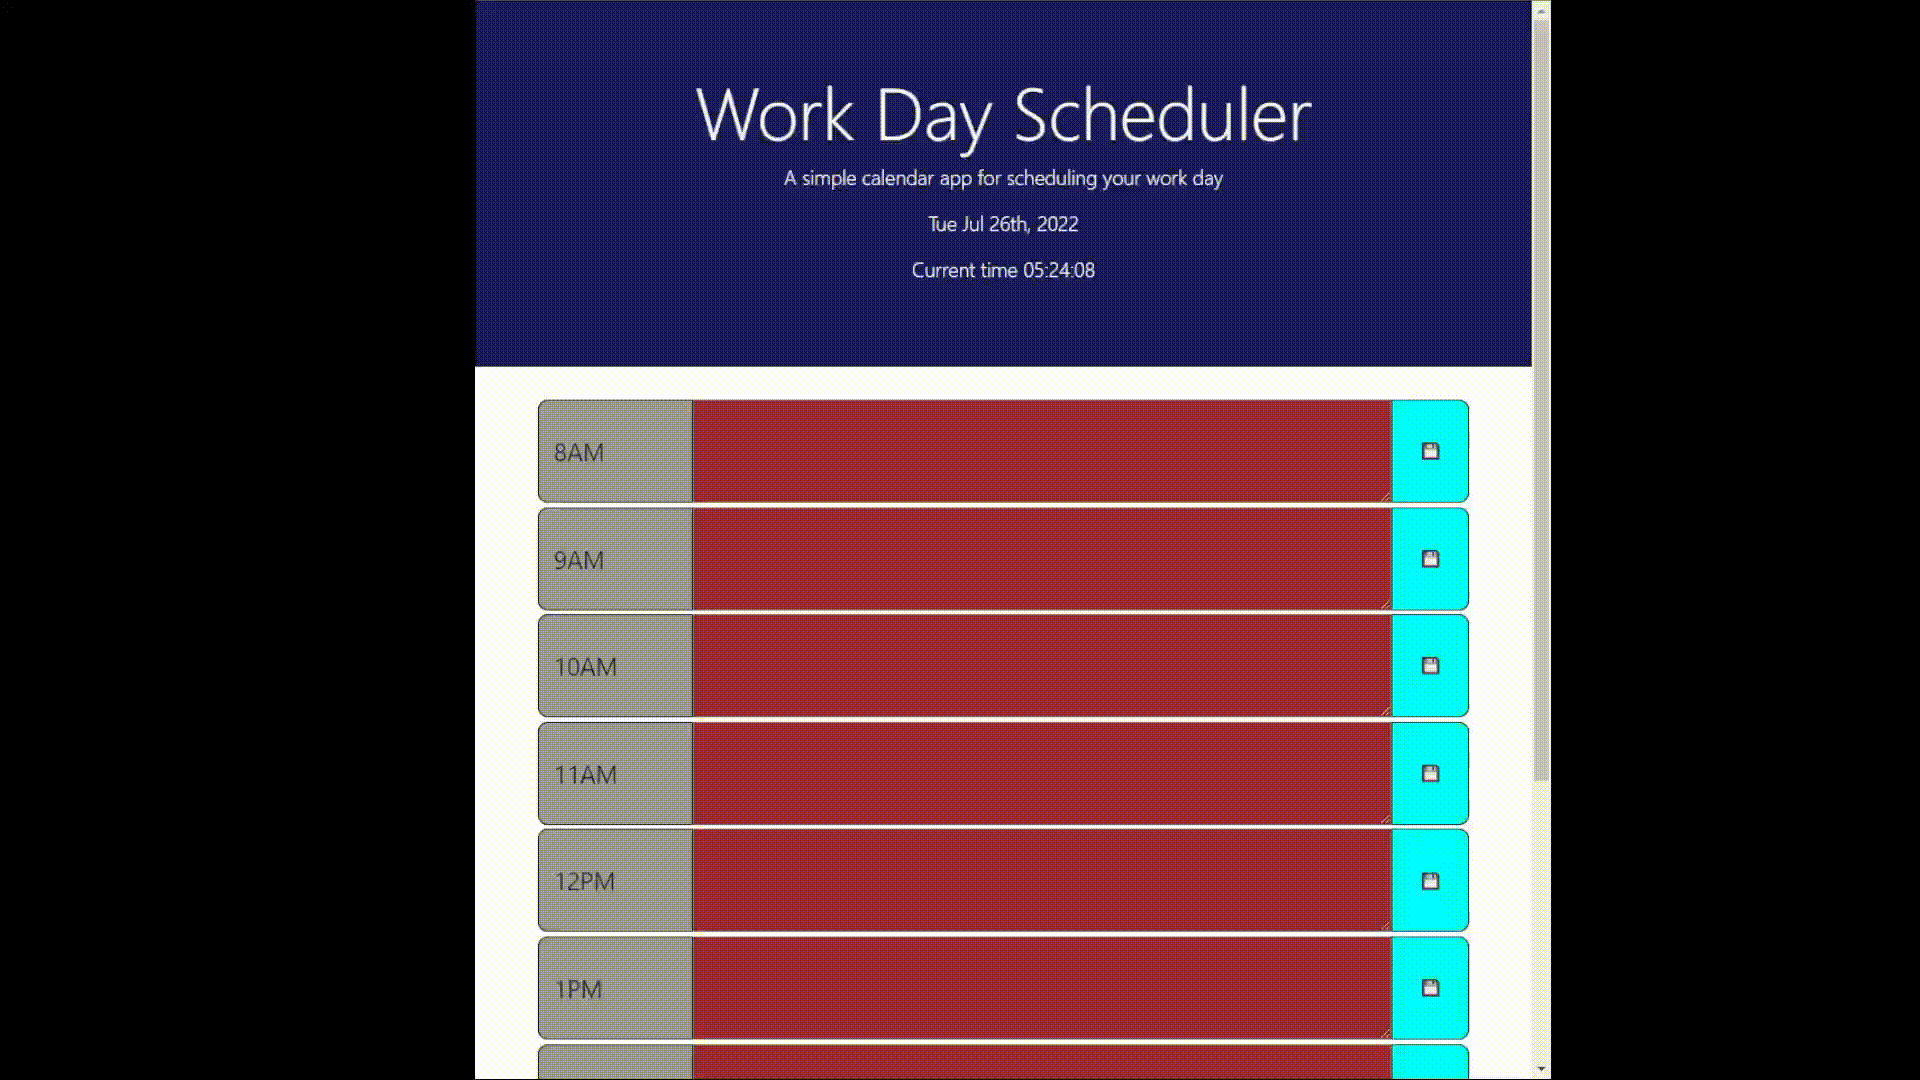 Work Day Scheduler
A simple calendar app for scheduling your work day
Tue Jul 26th, 2022
Current time 05:24:08
8AM
9AM
10AM
11AM
12PM
1PM